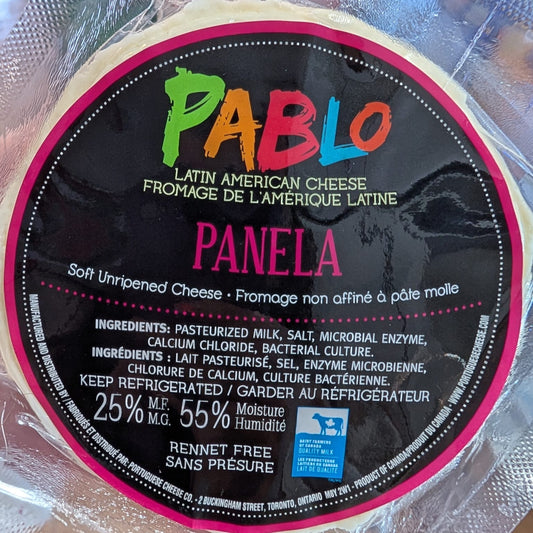 PABLO
LATIN AMERICAN CHEESE
FROMAGE DE L'AMÉRIQUE LATINE
PANELA
Soft Unripened Cheese • Fromage non affiné à pâte molle
INGREDIENTS: PASTEURIZED MILK, SALT, MICROBIAL ENZYME,
CALCIUM CHLORIDE, BACTERIAL CULTURE.
INGRÉDIENTS : LAIT PASTEURISÉ, SEL, ENZYME MICROBIENNE,
CHLORURE DE CALCIUM, CULTURE BACTÉRIENNE.
KEEP REFRIGERATED / GARDER AU RÉFRIGÉRATEUR
25% M.F. 55% Moisture
M.G. Humidité
RENNET FREE
SANS PRÉSURE
DAIRY FARMERS
OF CANADA
QUALITY MILK
LES PRODUCTEURS
LAITIERS DU CANADA
LAIT DE QUALITÉ
MANUFACTURED AND DISTRIBUTED BY / FABRIQUÉS ET DISTRIBUÉ PAR: PORTUGUESE CHEESE CO. - 2 BUCKINGHAM STREET, TORONTO, ONTARIO M8Y 2W1 - PRODUCT OF CANADA/PRODUIT DU CANADA - WWW.PORTUGUESECHEESE.COM